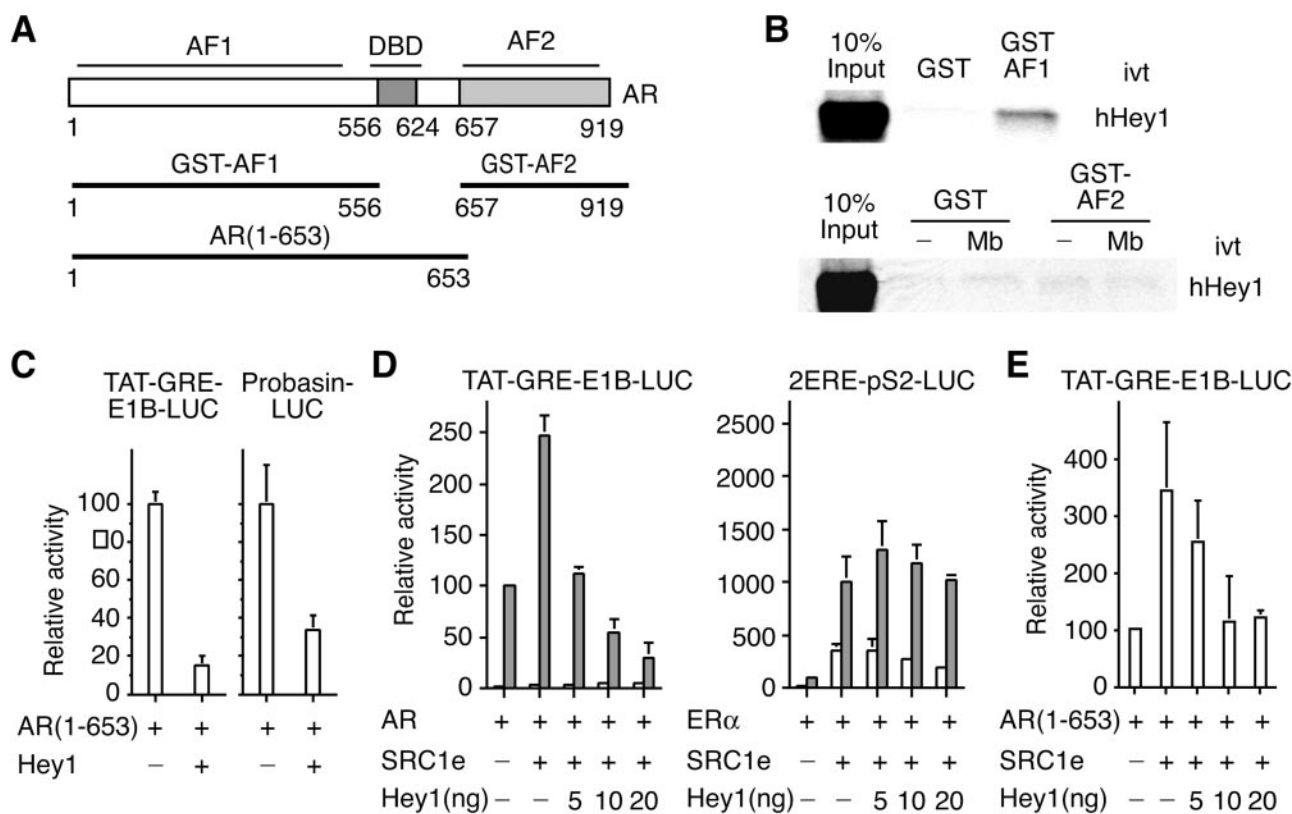 A
AF1 DBD AF2
AR
1 556 624 657 919
GST-AF1 GST-AF2
1 556 657 919
AR(1-653)
1 653
B
10% Input GST GST AF1 ivt
hHey1
10% Input GST GST-AF2
– Mb – Mb ivt
hHey1
C
TAT-GRE-E1B-LUC Probasin-LUC
Relative activity
100
□0
60
40
20
0
AR(1-653) + + + +
Hey1 – + – +
D
TAT-GRE-E1B-LUC
Relative activity
250
200
150
100
50
0
AR + + + + +
SRC1e – + + + +
Hey1(ng) – – 5 10 20
2ERE-pS2-LUC
2500
2000
1500
1000
500
0
ERα + + + + +
SRC1e – + + + +
Hey1(ng) – – 5 10 20
E
TAT-GRE-E1B-LUC
Relative activity
400
300
200
100
0
AR(1-653) + + + + +
SRC1e – + + + +
Hey1(ng) – – 5 10 20